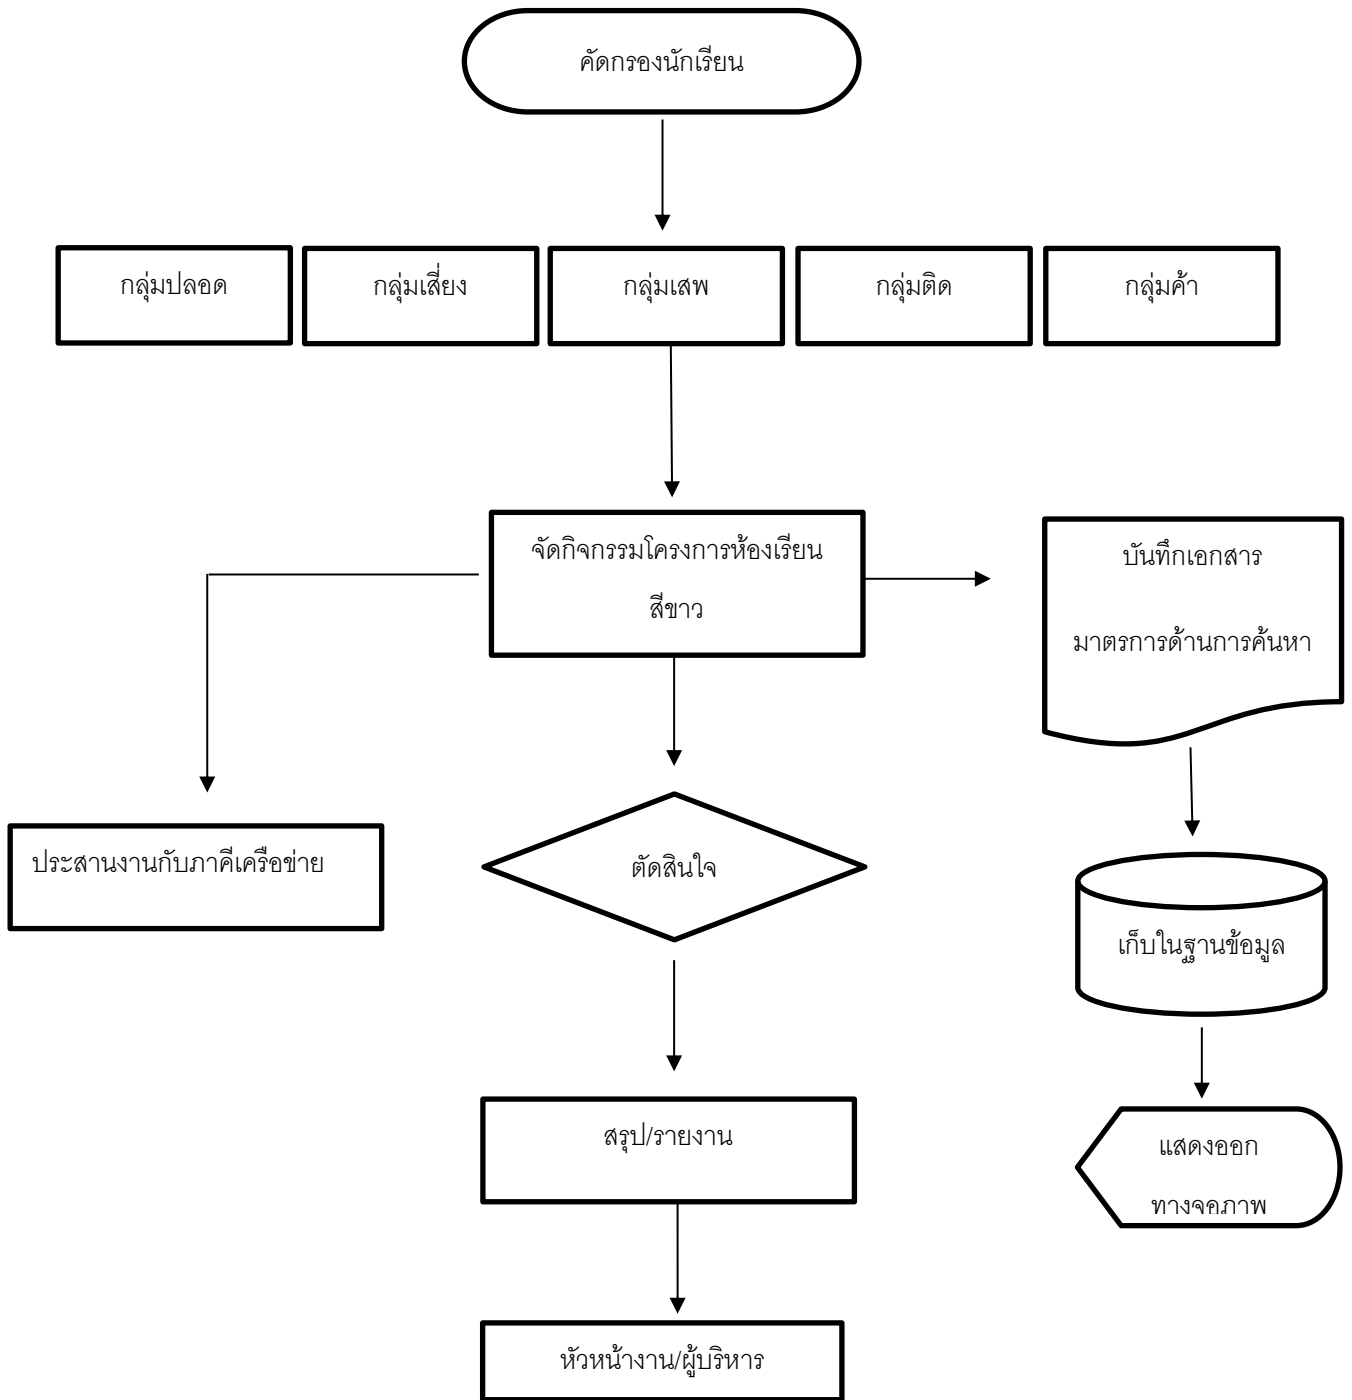 คัดกรองนักเรียน
กลุ่มปลอด
กลุ่มเสี่ยง
กลุ่มเสพ
กลุ่มติด
กลุ่มค้า
จัดกิจกรรมโครงการห้องเรียน
สีขาว
บันทึกเอกสาร
มาตรการด้านการค้นหา
ประสานงานกับภาคีเครือข่าย
ตัดสินใจ
เก็บในฐานข้อมูล
สรุป/รายงาน
แสดงออก
ทางจอภาพ
หัวหน้างาน/ผู้บริหาร